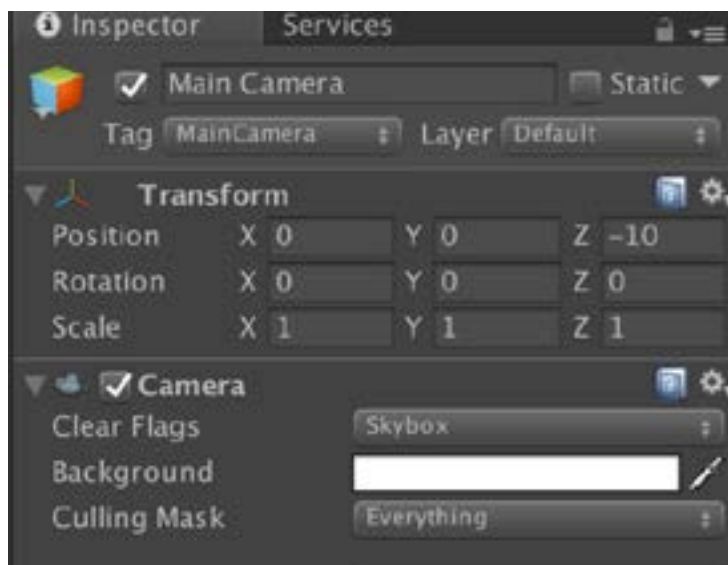 Inspector Services
Main Camera Static
Tag MainCamera Layer Default
Transform
Position X 0 Y 0 Z -10
Rotation X 0 Y 0 Z 0
Scale X 1 Y 1 Z 1
Camera
Clear Flags Skybox
Background
Culling Mask Everything